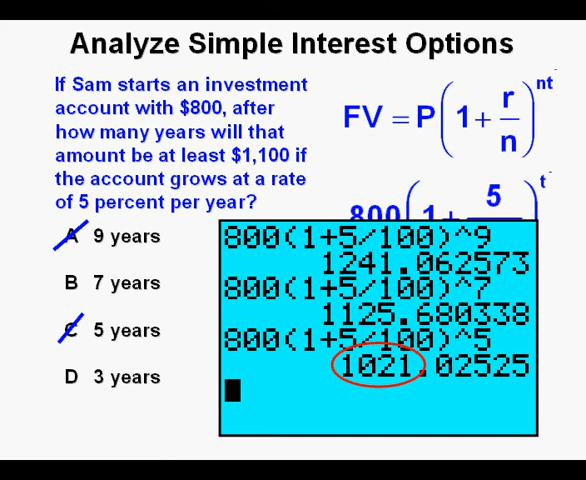 Analyze Simple Interest Options
If Sam starts an investment
account with $800, after
how many years will that
amount be at least $1,100 if
the account grows at a rate
of 5 percent per year?
A 9 years
B 7 years
C 5 years
D 3 years
FV = P(1+r/n)^nt
800(1+5
t
800(1+5/100)^9
1241.062573
800(1+5/100)^7
1125.680338
800(1+5/100)^5
1021.02525